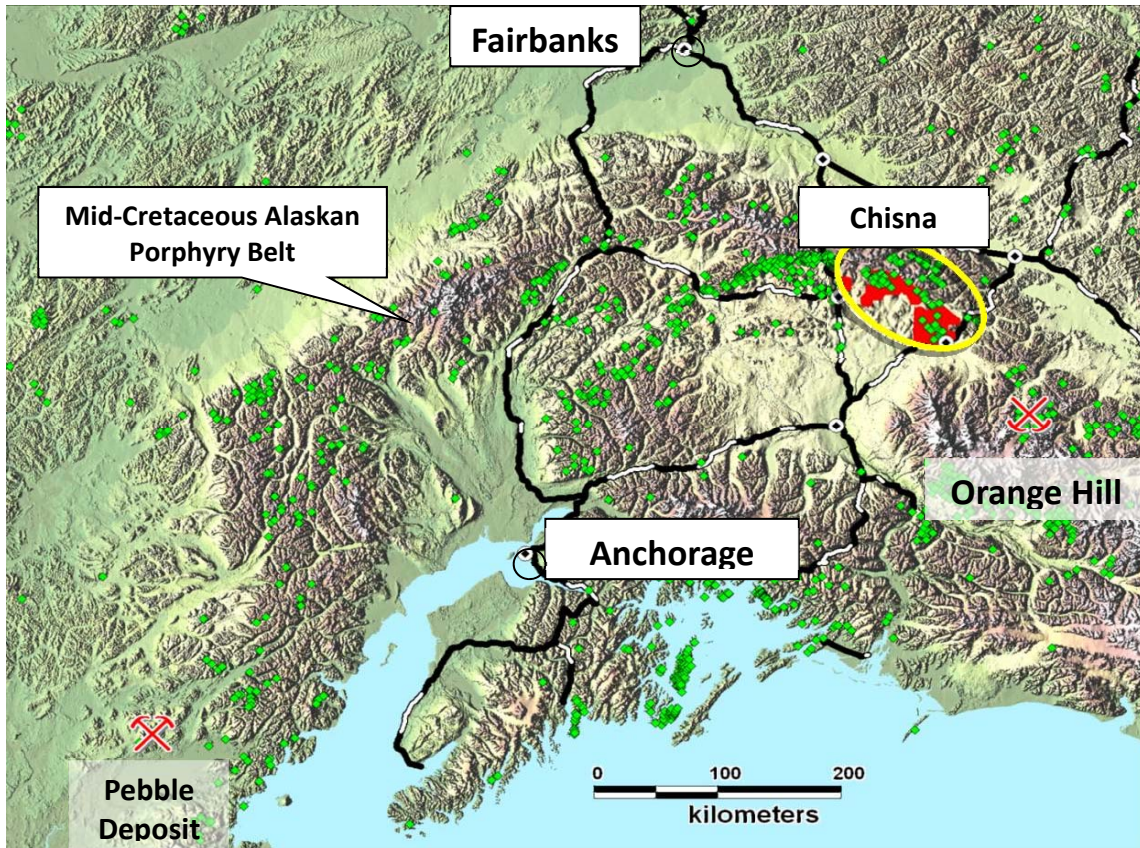 Fairbanks
Mid-Cretaceous Alaskan
Porphyry Belt
Chisna
Orange Hill
Anchorage
Pebble
Deposit
0 100 200
kilometers